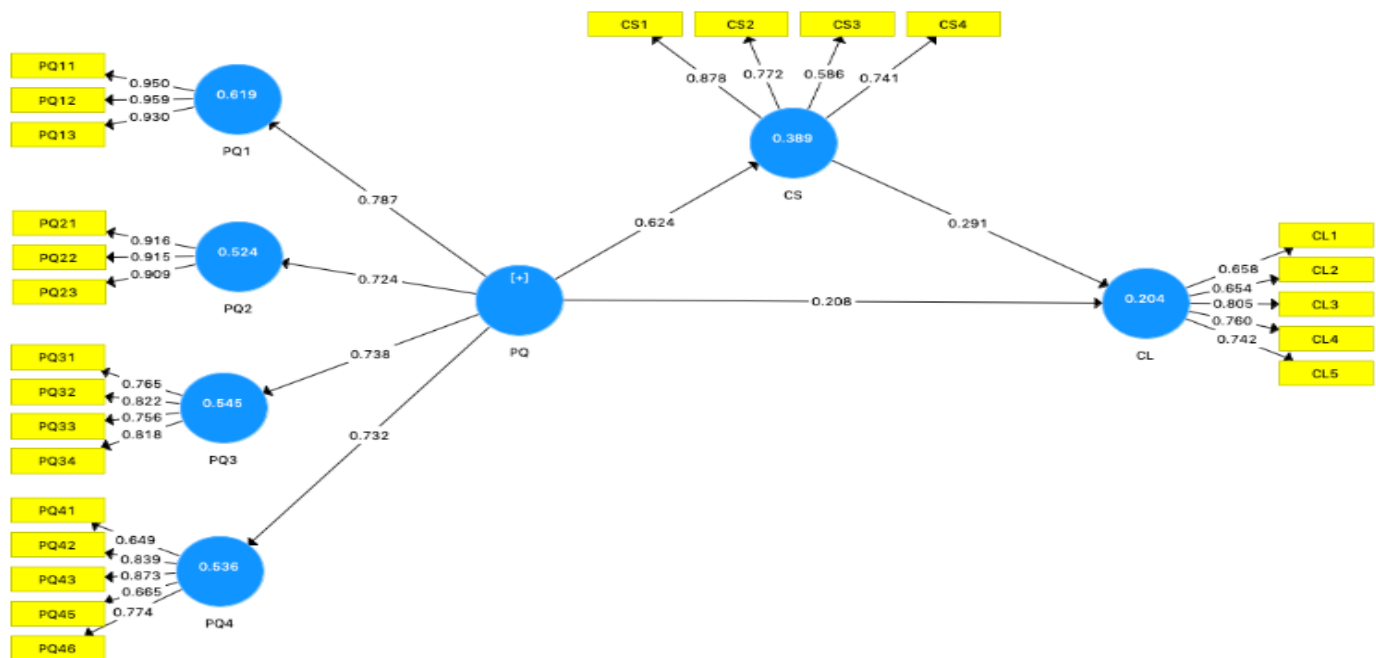 CS1 CS2 CS3 CS4
0.878 0.772 0.586 0.741
0.389
CS
PQ11
PQ12
PQ13
0.950
0.959
0.930
0.619
PQ1
0.787
PQ21
PQ22
PQ23
0.916
0.915
0.909
0.524
PQ2
0.724
PQ31
PQ32
PQ33
PQ34
0.765
0.822
0.756
0.818
0.545
PQ3
0.738
PQ41
PQ42
PQ43
PQ45
PQ46
0.649
0.839
0.873
0.665
0.774
0.536
PQ4
0.732
[+]
PQ
0.624
0.291
0.208
0.204
CL
0.658
0.654
0.805
0.760
0.742
CL1
CL2
CL3
CL4
CL5